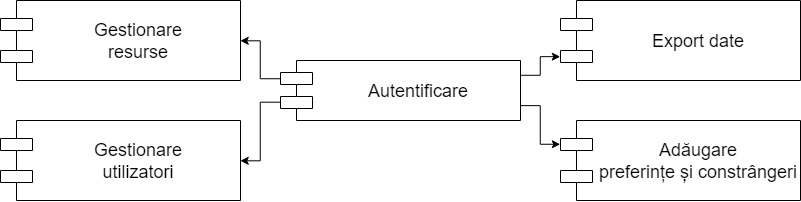 Gestionare
resurse
Export date
Autentificare
Gestionare
utilizatori
Adăugare
preferințe și constrângeri